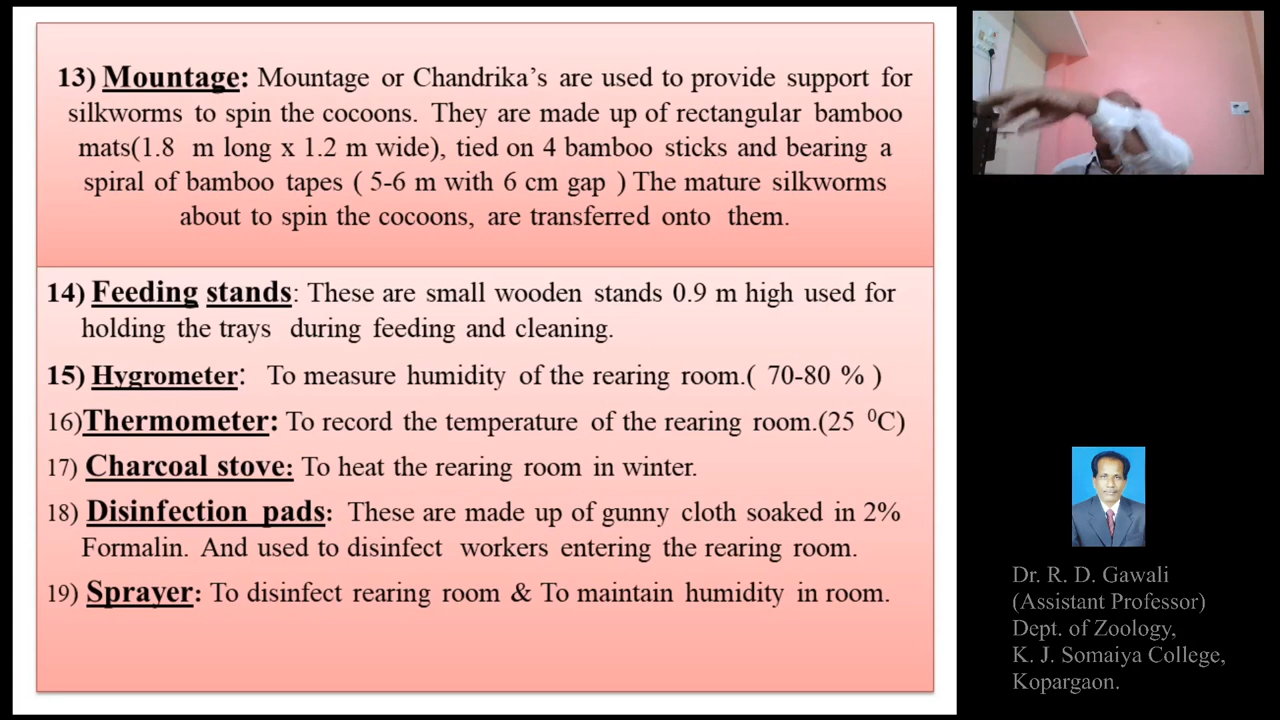 13) Mountage: Mountage or Chandrika’s are used to provide support for
silkworms to spin the cocoons. They are made up of rectangular bamboo
mats(1.8 m long x 1.2 m wide), tied on 4 bamboo sticks and bearing a
spiral of bamboo tapes ( 5-6 m with 6 cm gap ) The mature silkworms
about to spin the cocoons, are transferred onto them.
14) Feeding stands: These are small wooden stands 0.9 m high used for
holding the trays during feeding and cleaning.
15) Hygrometer: To measure humidity of the rearing room.( 70-80 % )
16)Thermometer: To record the temperature of the rearing room.(25 ⁰C)
17) Charcoal stove: To heat the rearing room in winter.
18) Disinfection pads: These are made up of gunny cloth soaked in 2%
Formalin. And used to disinfect workers entering the rearing room.
19) Sprayer: To disinfect rearing room & To maintain humidity in room.
Dr. R. D. Gawali
(Assistant Professor)
Dept. of Zoology,
K. J. Somaiya College,
Kopargaon.